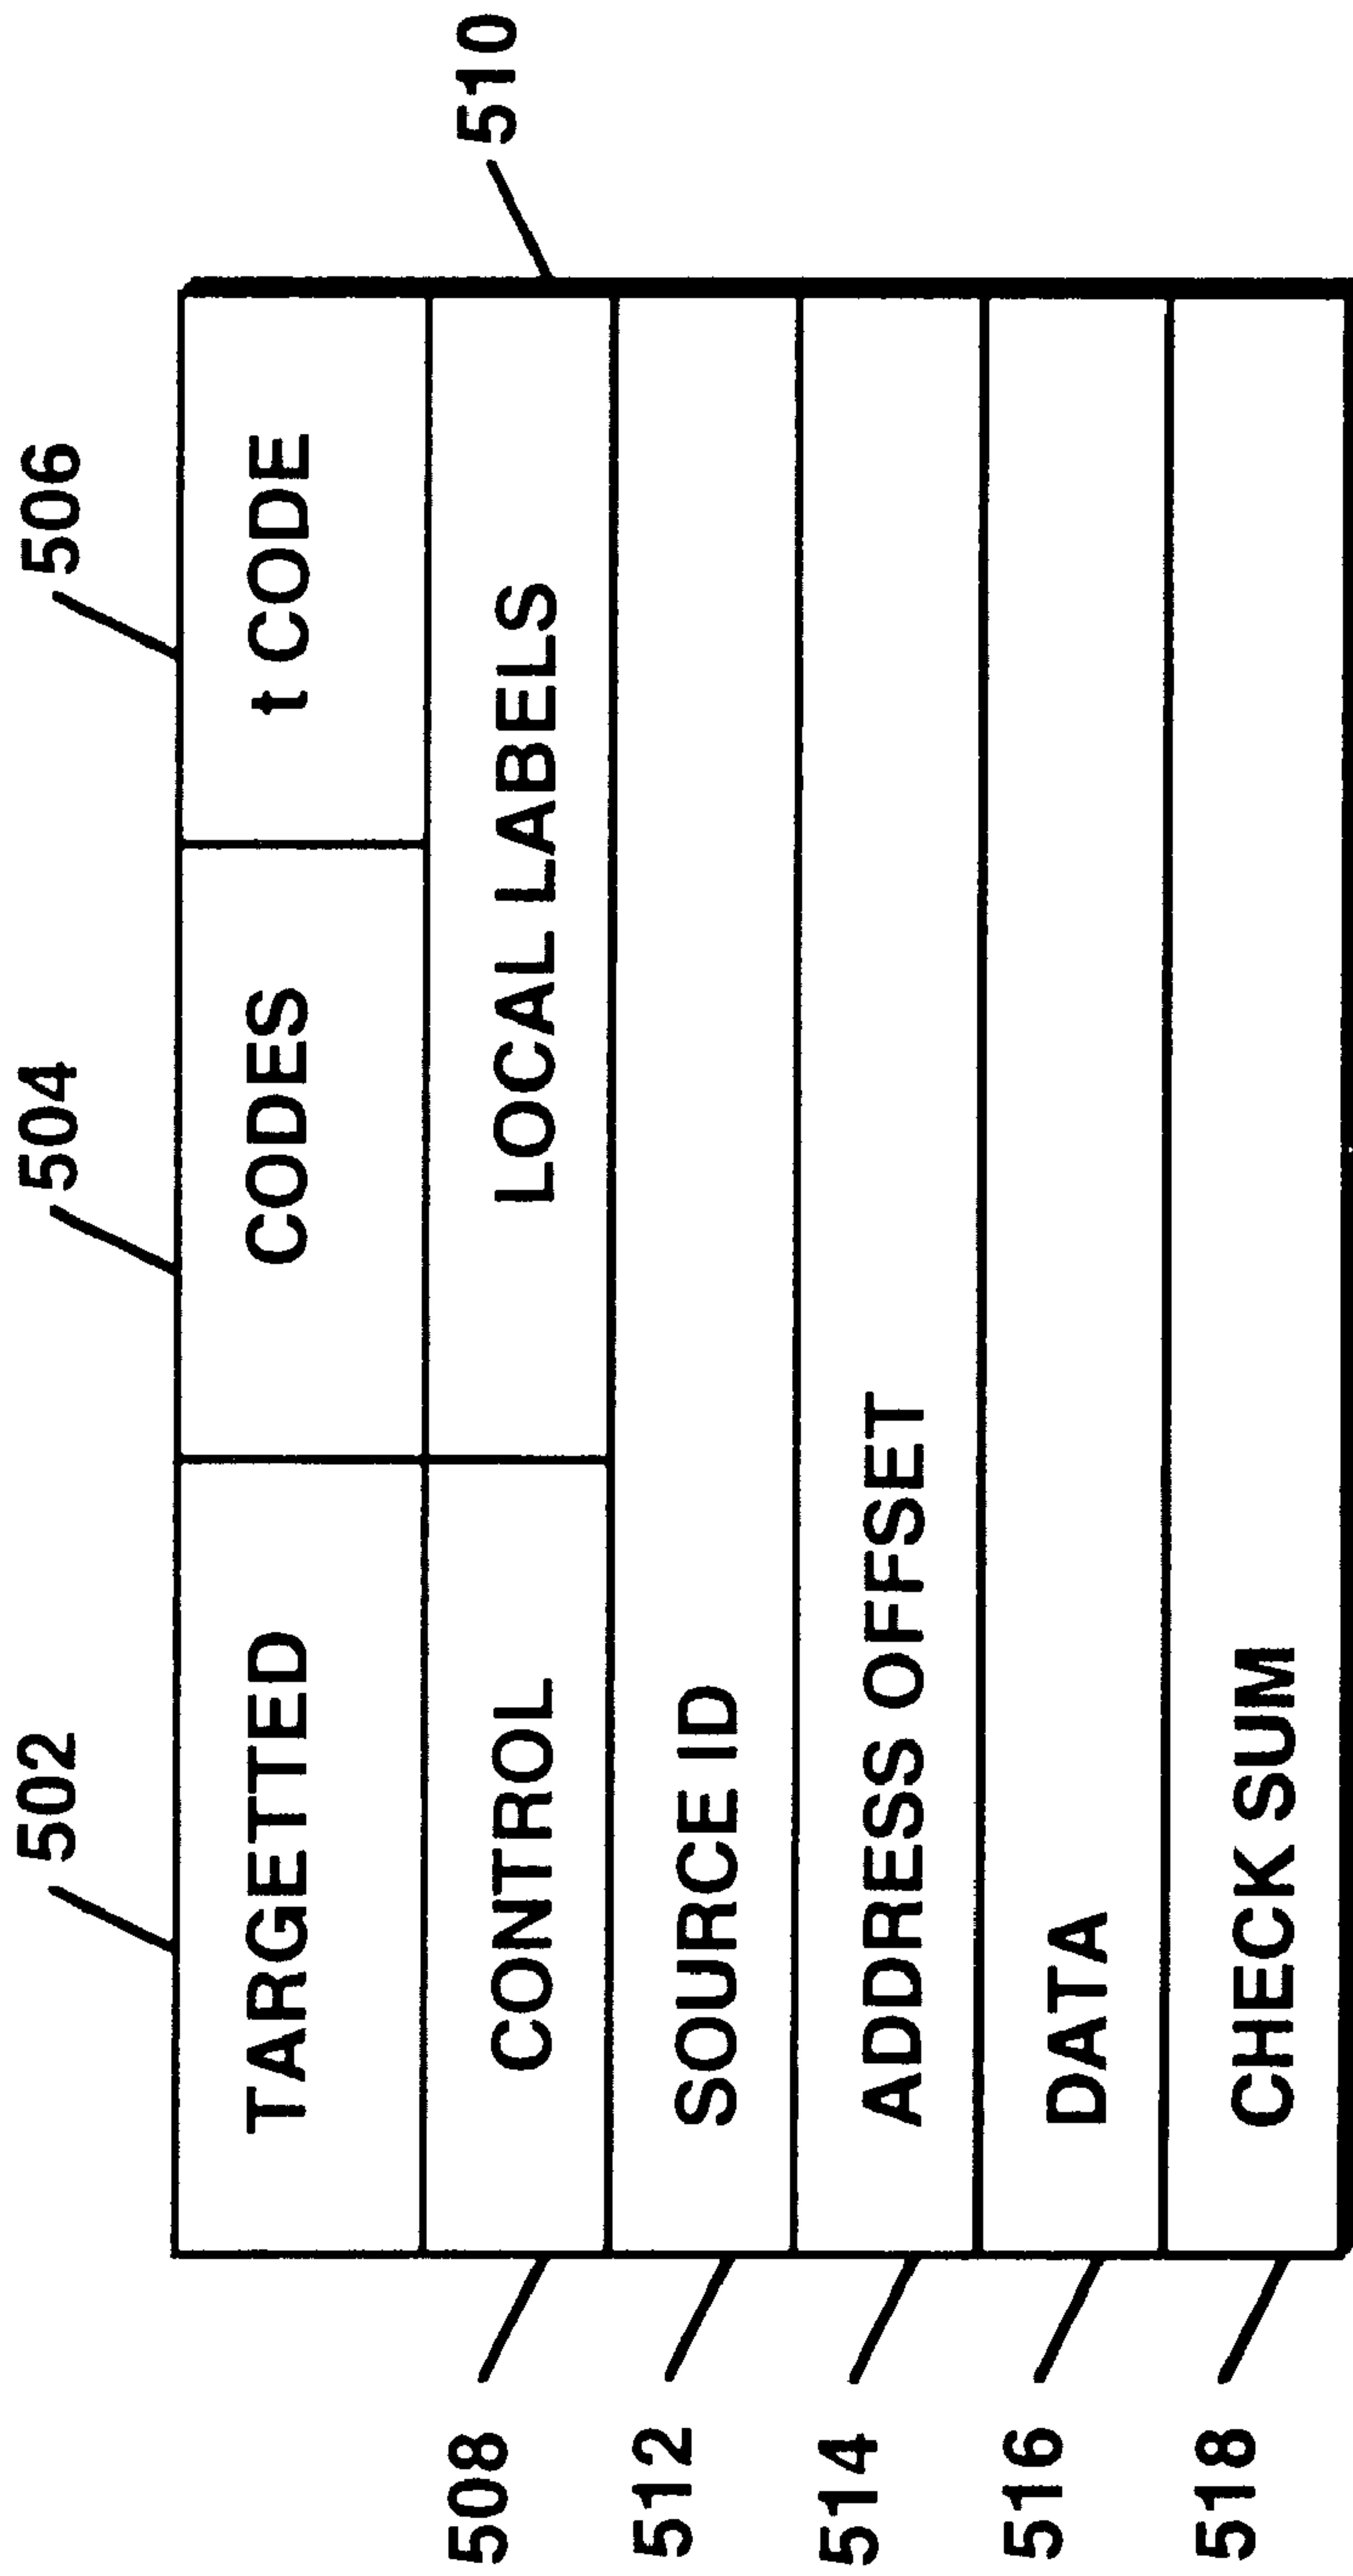 502
504
506
TARGETTED
CODES
t CODE
508
CONTROL
LOCAL LABELS
510
512
SOURCE ID
514
ADDRESS OFFSET
516
DATA
518
CHECK SUM